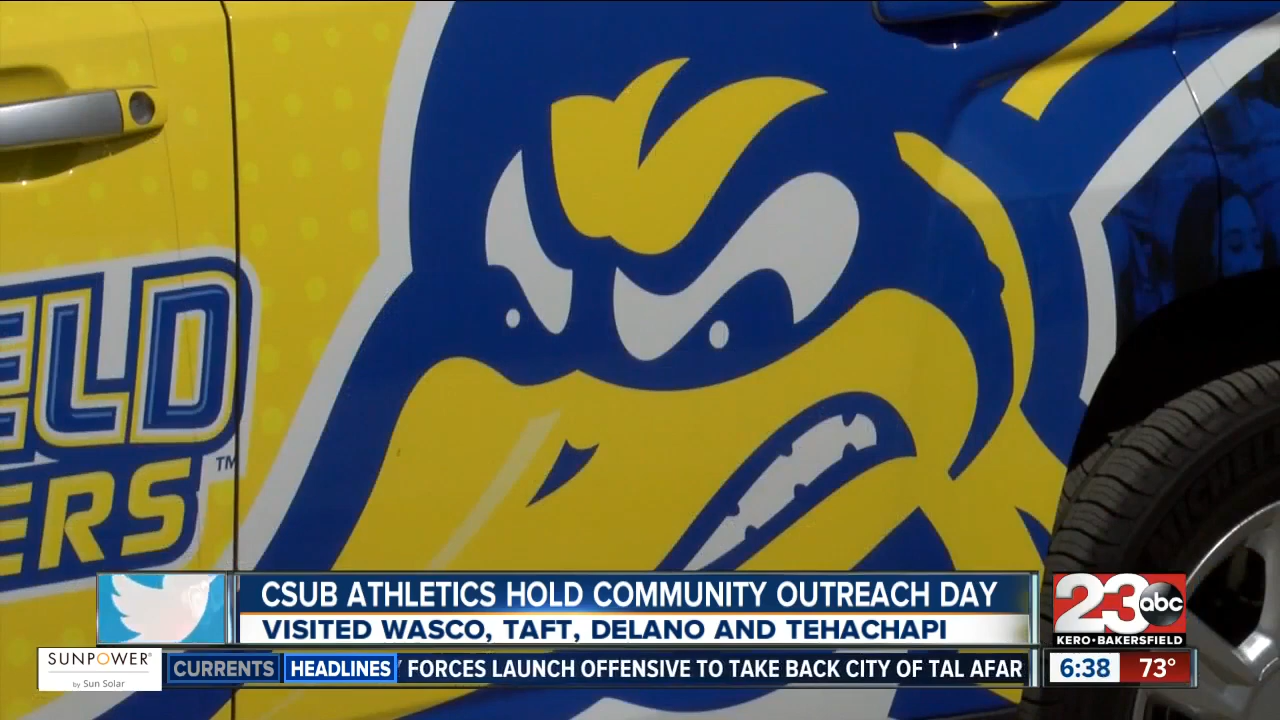 ELD
ERS
TM
CSUB ATHLETICS HOLD COMMUNITY OUTREACH DAY
VISITED WASCO, TAFT, DELANO AND TEHACHAPI
23 abc
KERO·BAKERSFIELD
SUNPOWER®
by Sun Solar
CURRENTS HEADLINES Y FORCES LAUNCH OFFENSIVE TO TAKE BACK CITY OF TAL AFAR
6:38 73°